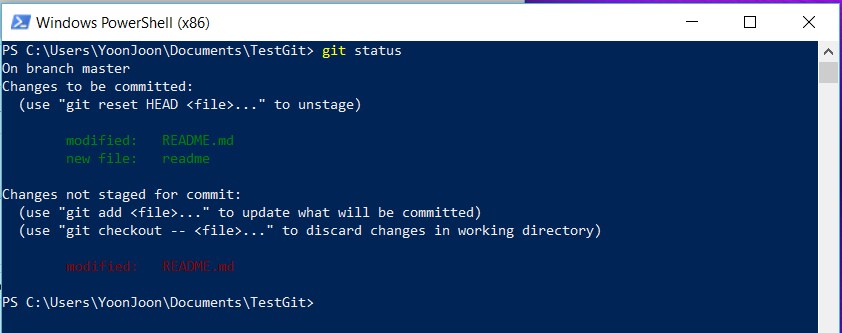 Windows PowerShell (x86)
PS C:\Users\YoonJoon\Documents\TestGit> git status
On branch master
Changes to be committed:
  (use "git reset HEAD <file>..." to unstage)
        modified:   README.md
        new file:   readme
Changes not staged for commit:
  (use "git add <file>..." to update what will be committed)
  (use "git checkout -- <file>..." to discard changes in working directory)
        modified:   README.md
PS C:\Users\YoonJoon\Documents\TestGit>